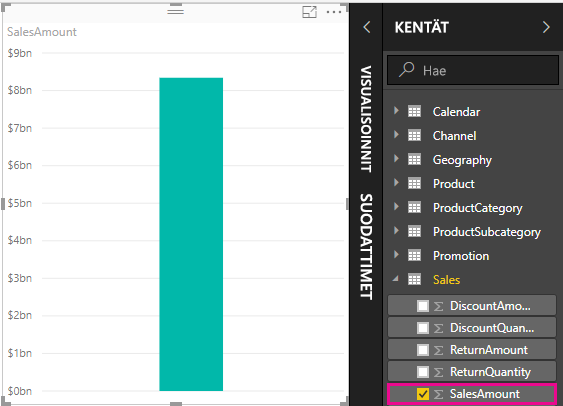 SalesAmount
$9bn
$8bn
$7bn
$6bn
$5bn
$4bn
$3bn
$2bn
$1bn
$0bn
VISUALISOINNIT
SUODATTIMET
KENTÄT
Hae
Calendar
Channel
Geography
Product
ProductCategory
ProductSubcategory
Promotion
Sales
DiscountAmo...
DiscountQuan...
ReturnAmount
ReturnQuantity
SalesAmount